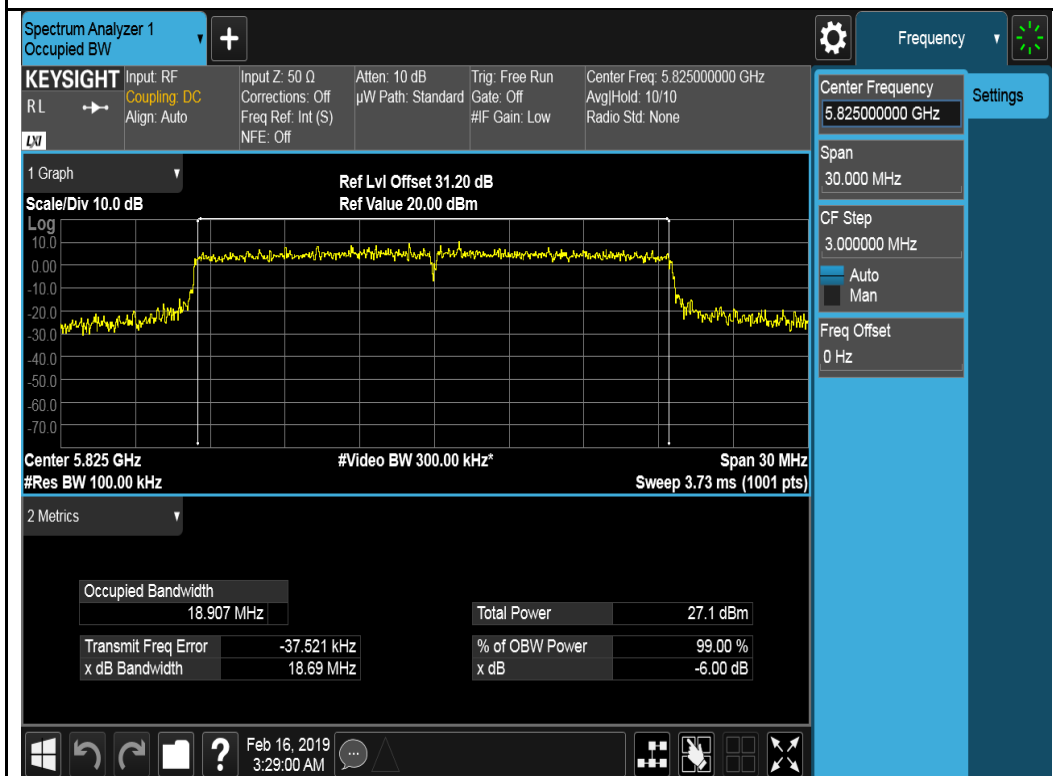 Spectrum Analyzer 1
Occupied BW
+
Frequency
KEYSIGHT
R L
LXI
Input: RF
Coupling: DC
Align: Auto
Input Z: 50 Ω
Corrections: Off
Freq Ref: Int (S)
NFE: Off
Atten: 10 dB
µW Path: Standard
Trig: Free Run
Gate: Off
#IF Gain: Low
Center Freq: 5.825000000 GHz
Avg|Hold: 10/10
Radio Std: None
Center Frequency
5.825000000 GHz
Settings
Span
30.000 MHz
CF Step
3.000000 MHz
Auto
Man
Freq Offset
0 Hz
1 Graph
Ref Lvl Offset 31.20 dB
Scale/Div 10.0 dB
Ref Value 20.00 dBm
Log
10.0
0.00
-10.0
-20.0
-30.0
-40.0
-50.0
-60.0
-70.0
Center 5.825 GHz
#Video BW 300.00 kHz*
Span 30 MHz
#Res BW 100.00 kHz
Sweep 3.73 ms (1001 pts)
2 Metrics
Occupied Bandwidth
18.907 MHz
Total Power 27.1 dBm
Transmit Freq Error -37.521 kHz
% of OBW Power 99.00 %
x dB Bandwidth 18.69 MHz
x dB -6.00 dB
?
Feb 16, 2019
3:29:00 AM